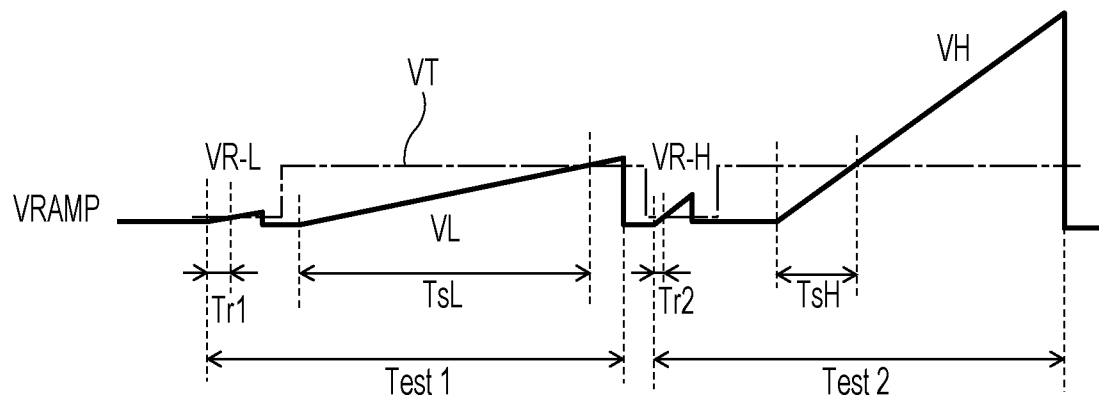 VH
VT
VR-L
VR-H
VRAMP
VL
Tr1
TsL
Tr2
TsH
Test 1
Test 2